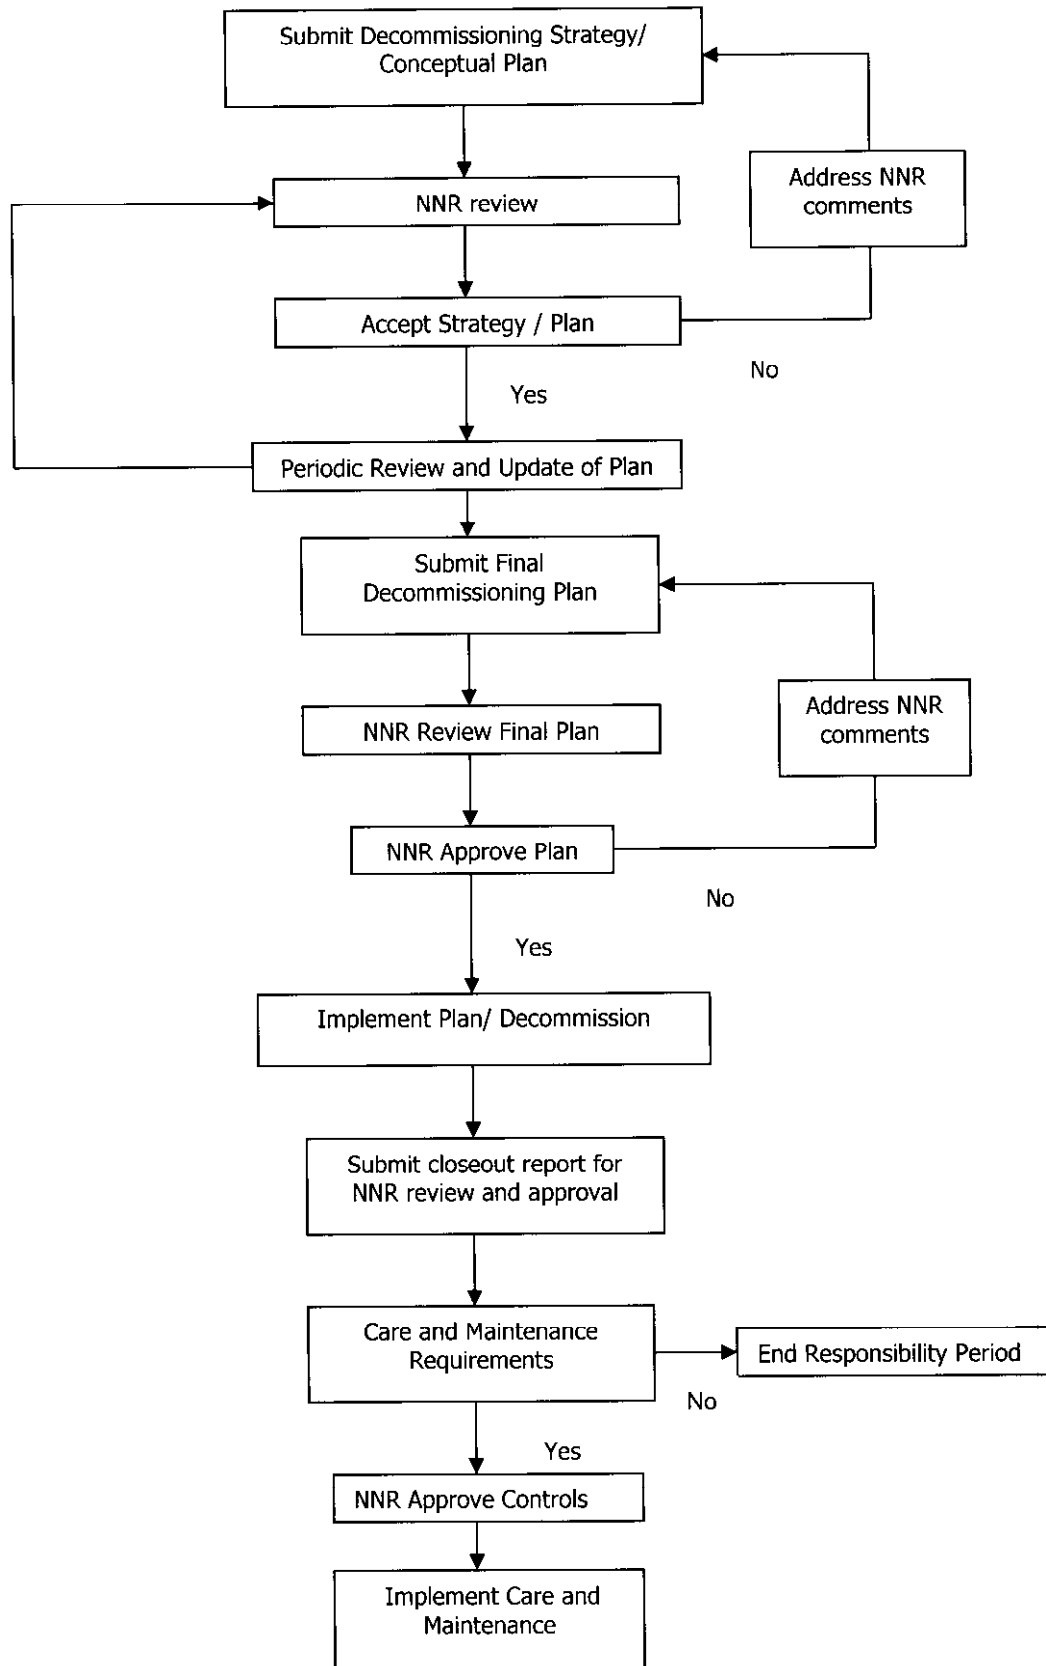 Submit Decommissioning Strategy/
Conceptual Plan
Address NNR
comments
NNR review
Accept Strategy / Plan
No
Yes
Periodic Review and Update of Plan
Submit Final
Decommissioning Plan
Address NNR
comments
NNR Review Final Plan
NNR Approve Plan
No
Yes
Implement Plan/ Decommission
Submit closeout report for
NNR review and approval
Care and Maintenance
Requirements
End Responsibility Period
No
Yes
NNR Approve Controls
Implement Care and
Maintenance